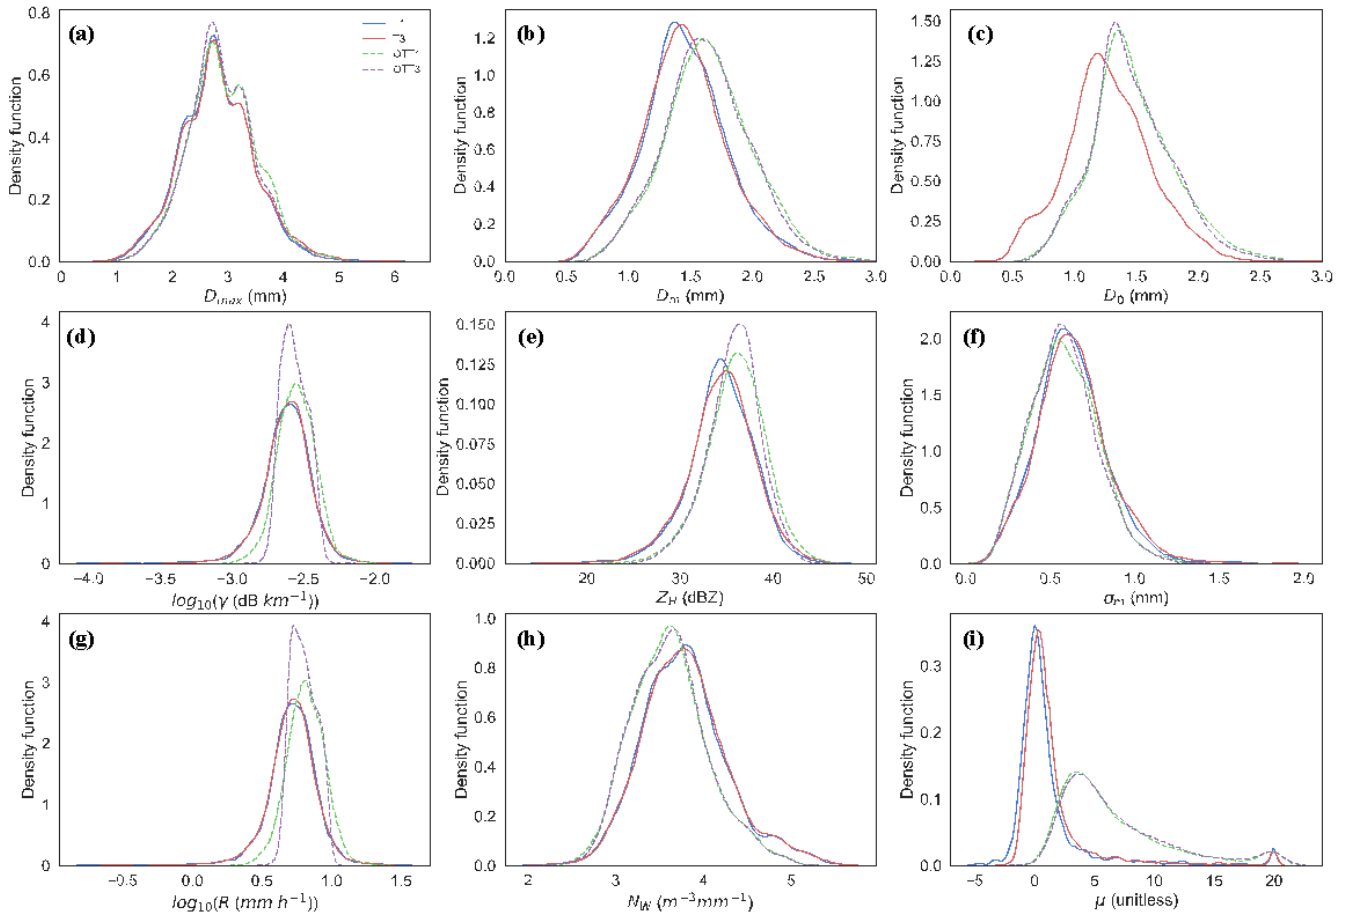 (a)
0.8
0.6
0.4
0.2
0.0
0 1 2 3 4 5 6
Density function
(mm)
(b)
1.2
1.0
0.8
0.6
0.4
0.2
0.0
0.5 1.0 1.5 2.0 2.5 3.0
Density function
(mm)
(c)
1.50
1.25
1.00
0.75
0.50
0.25
0.00
0.0 0.5 1.0 1.5 2.0 2.5 3.0
Density function
D₀ (mm)
(d)
4
3
2
1
0
−4.0 −3.5 −3.0 −2.5 −2.0
Density function
log₁₀(γ (dB km⁻¹))
(e)
0.150
0.125
0.100
0.075
0.050
0.025
0.000
20 30 40 50
Density function
Z_H (dBZ)
(f)
2.0
1.5
1.0
0.5
0.0
0.0 0.5 1.0 1.5 2.0
Density function
(mm)
(g)
4
3
2
1
0
−0.5 0.0 0.5 1.0 1.5
Density function
log₁₀(R (mm h⁻¹))
(h)
1.0
0.8
0.6
0.4
0.2
0.0
2 3 4 5
Density function
N_W (m⁻³mm⁻¹)
(i)
0.3
0.2
0.1
0.0
−5 0 5 10 15 20
Density function
μ (unitless)